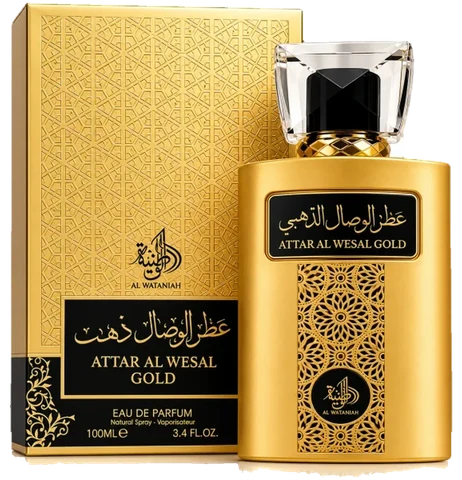 الوطنية
AL WATANIAH
عطر الوصال ذهب
ATTAR AL WESAL
GOLD
EAU DE PARFUM
Natural Spray - Vaporisateur
100ML e 3.4 FL.OZ.
عطر الوصال الذهبي
ATTAR AL WESAL GOLD
الوطنية
AL WATANIAH